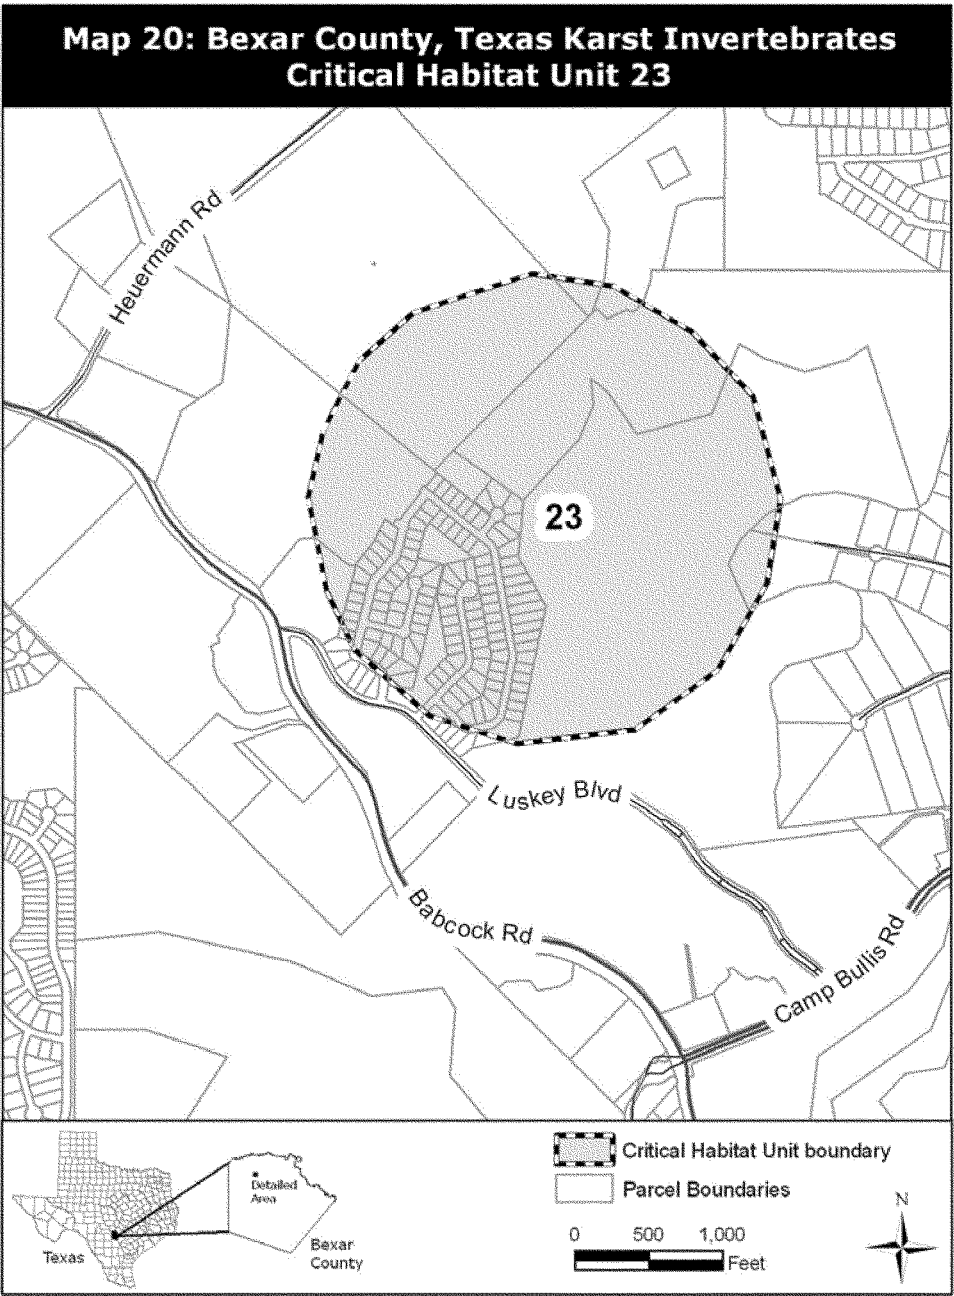 Map 20: Bexar County, Texas Karst Invertebrates
Critical Habitat Unit 23
Heuermann Rd
23
Luskey Blvd
Babcock Rd
Camp Bullis Rd
Critical Habitat Unit boundary
Parcel Boundaries
0 500 1,000
Feet
N
Detailed
Area
Texas
Bexar
County